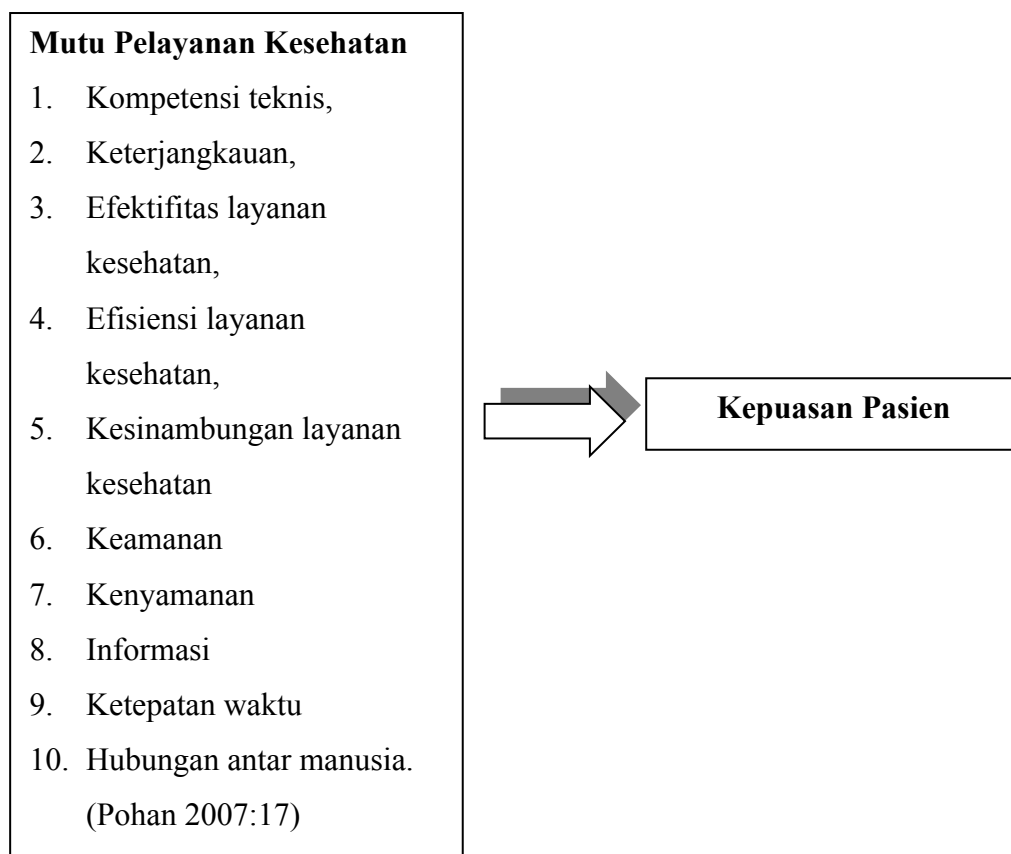 Mutu Pelayanan Kesehatan
1. Kompetensi teknis,
2. Keterjangkauan,
3. Efektifitas layanan
kesehatan,
4. Efisiensi layanan
kesehatan,
5. Kesinambungan layanan
kesehatan
6. Keamanan
7. Kenyamanan
8. Informasi
9. Ketepatan waktu
10. Hubungan antar manusia.
(Pohan 2007:17)
Kepuasan Pasien